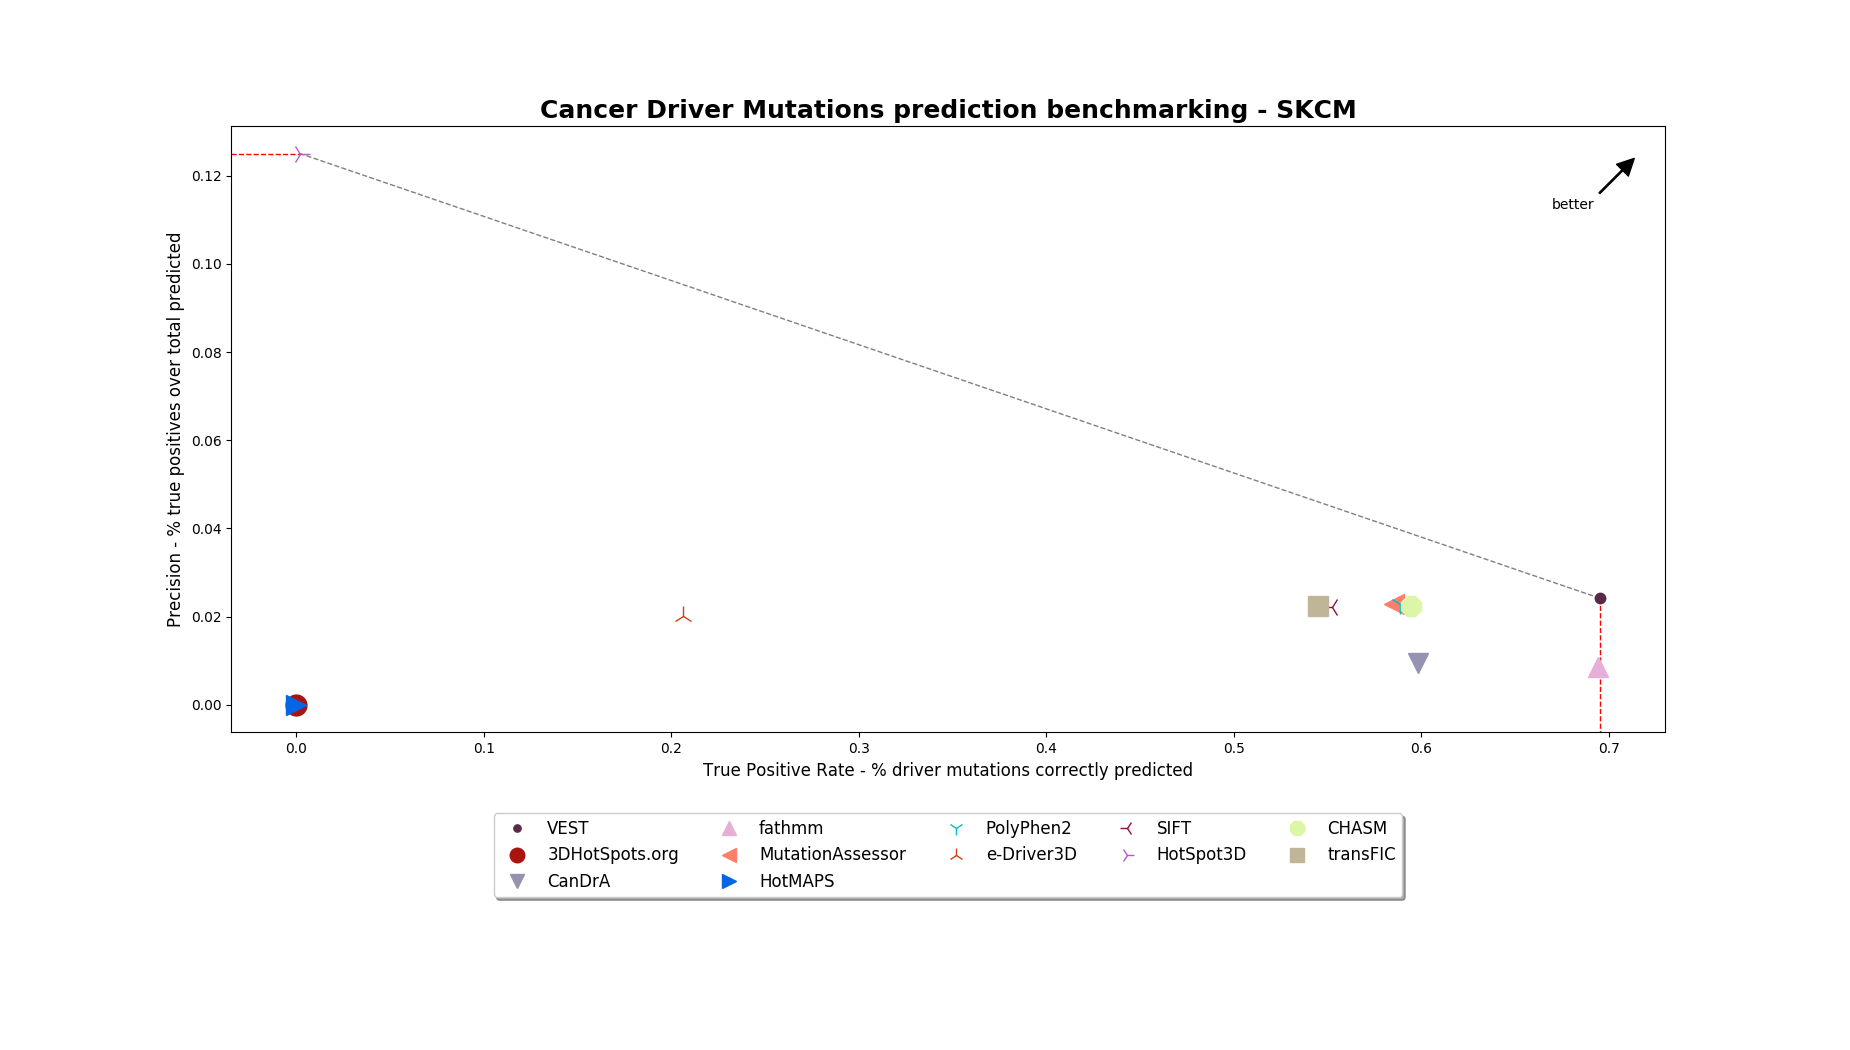 Cancer Driver Mutations prediction benchmarking - SKCM
Precision - % true positives over total predicted
0.12
0.10
0.08
0.06
0.04
0.02
0.00
better
0.0 0.1 0.2 0.3 0.4 0.5 0.6 0.7
True Positive Rate - % driver mutations correctly predicted
VEST fathmm PolyPhen2 SIFT CHASM
3DHotSpots.org MutationAssessor e-Driver3D HotSpot3D transFIC
CanDrA HotMAPS